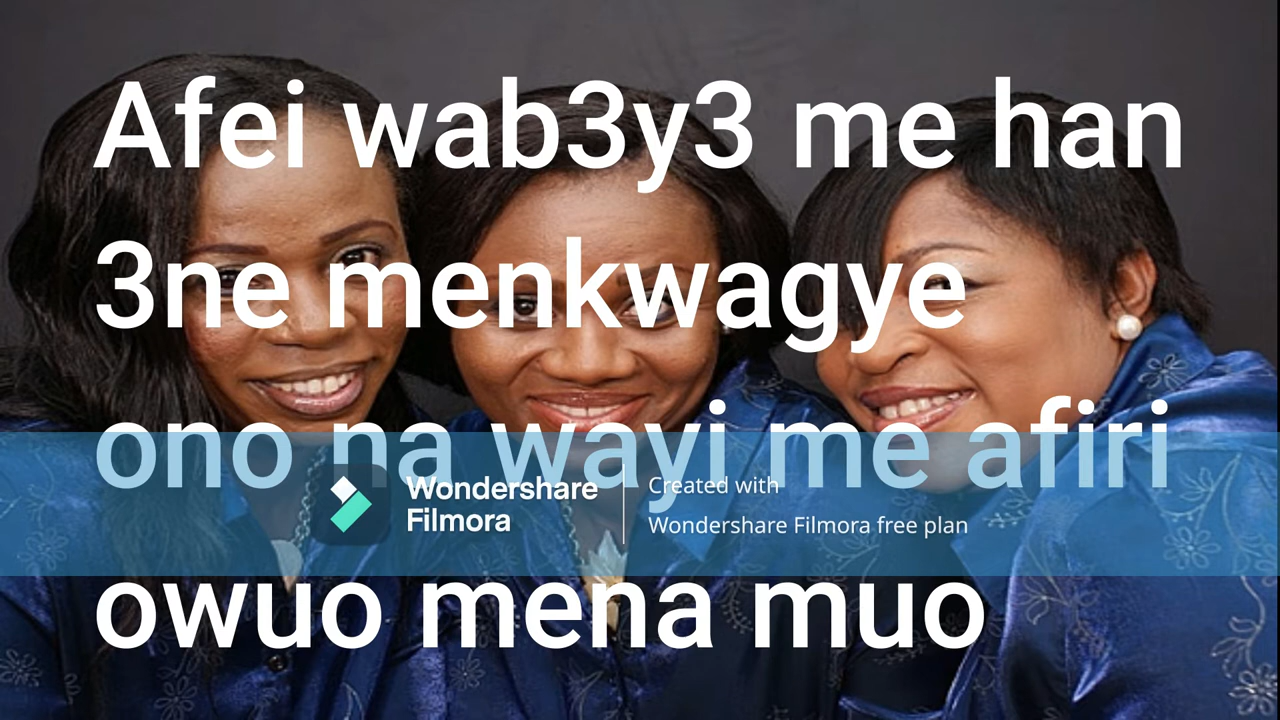 Afei wab3y3 me han
3ne menkwagye
ono na wayi me afiri
Wondershare
Filmora
Created with
Wondershare Filmora free plan
owuo mena muo